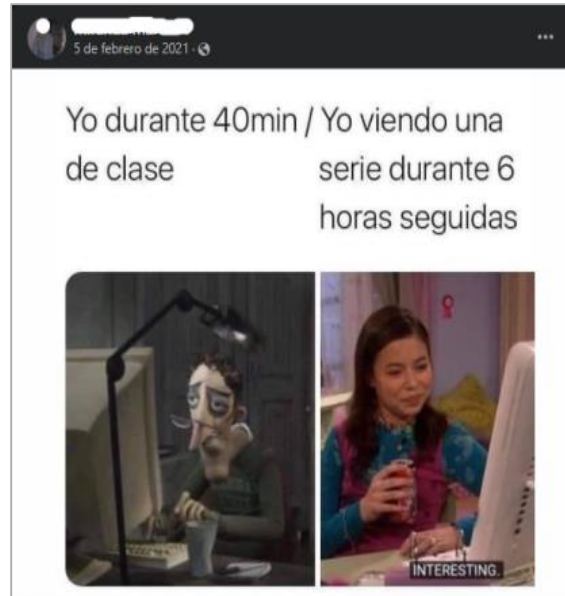 5 de febrero de 2021 ·
Yo durante 40min / Yo viendo una
de clase
serie durante 6
horas seguidas
INTERESTING.